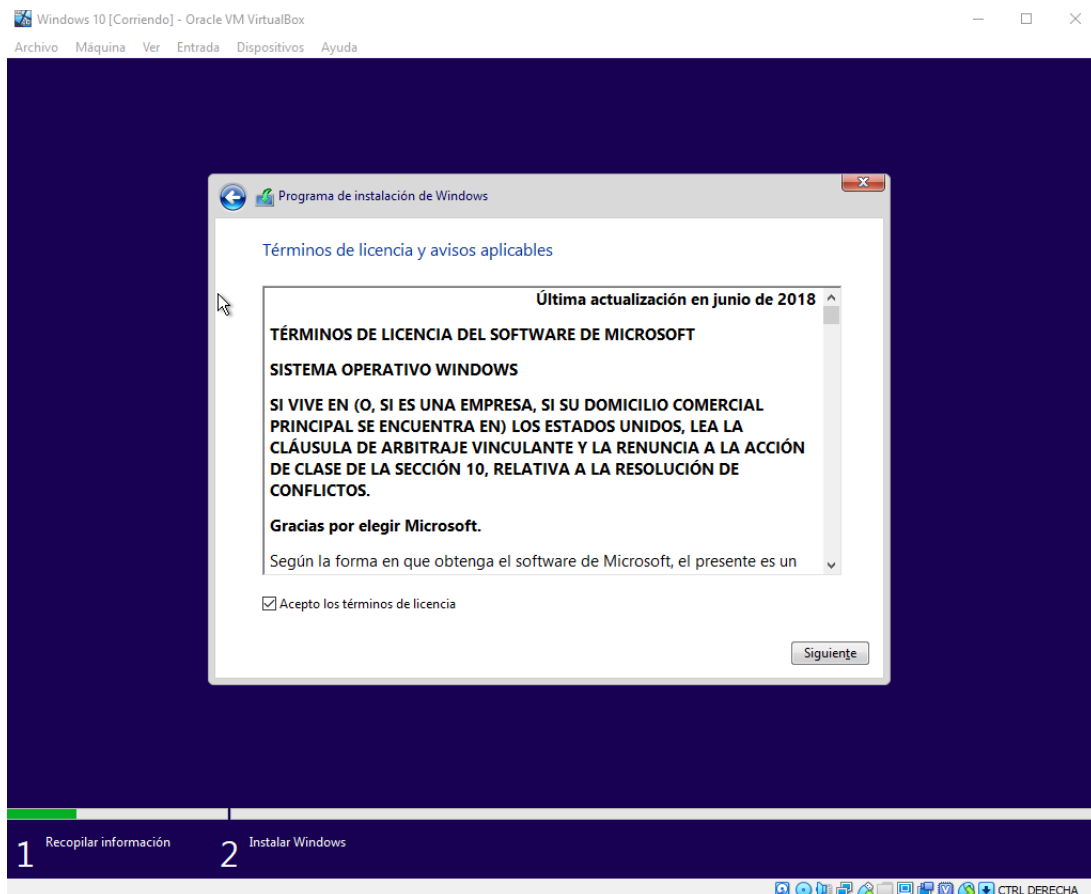 Windows 10 [Corriendo] - Oracle VM VirtualBox
Archivo Máquina Ver Entrada Dispositivos Ayuda
Programa de instalación de Windows
Términos de licencia y avisos aplicables
Última actualización en junio de 2018
TÉRMINOS DE LICENCIA DEL SOFTWARE DE MICROSOFT
SISTEMA OPERATIVO WINDOWS
SI VIVE EN (O, SI ES UNA EMPRESA, SI SU DOMICILIO COMERCIAL
PRINCIPAL SE ENCUENTRA EN) LOS ESTADOS UNIDOS, LEA LA
CLÁUSULA DE ARBITRAJE VINCULANTE Y LA RENUNCIA A LA ACCIÓN
DE CLASE DE LA SECCIÓN 10, RELATIVA A LA RESOLUCIÓN DE
CONFLICTOS.
Gracias por elegir Microsoft.
Según la forma en que obtenga el software de Microsoft, el presente es un
Acepto los términos de licencia
Siguiente
1 Recopilar información 2 Instalar Windows
CTRL DERECHA